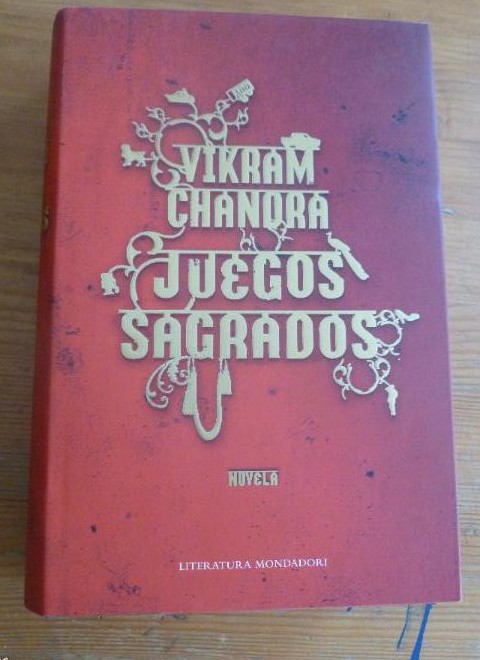 VIKRAM
CHANDRA
JUEGOS
SAGRADOS
NOVELA
LITERATURA MONDADORI